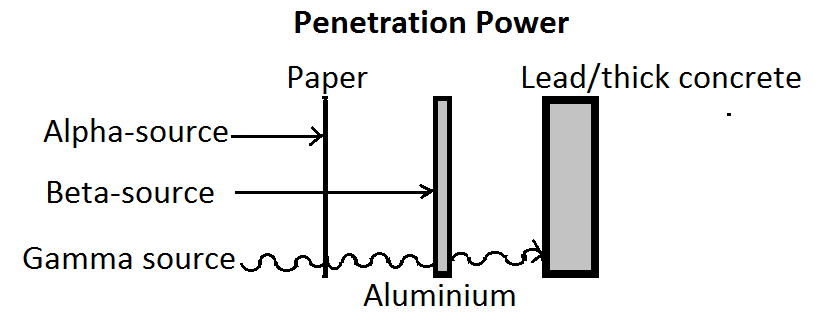 Penetration Power
Paper
Lead/thick concrete
Alpha-source
Beta-source
Gamma source
Aluminium